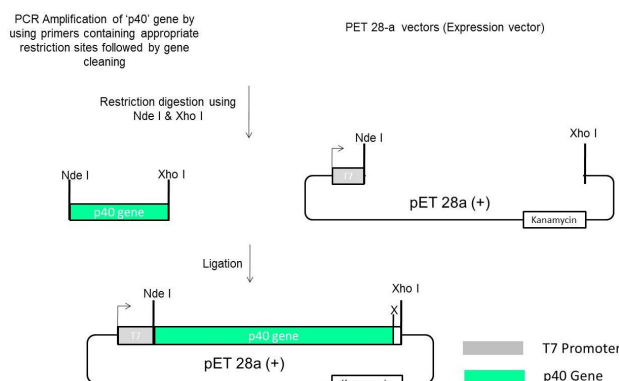 PCR Amplification of 'p40' gene by
using primers containing appropriate
restriction sites followed by gene
cleaning
PET 28-a vectors (Expression vector)
Restriction digestion using
Nde I & Xho I
Nde I
Xho I
p40 gene
Nde I
Xho I
T7
pET 28a (+)
Kanamycin
Ligation
Nde I
Xho I
X
T7
p40 gene
pET 28a (+)
T7 Promoter
p40 Gene